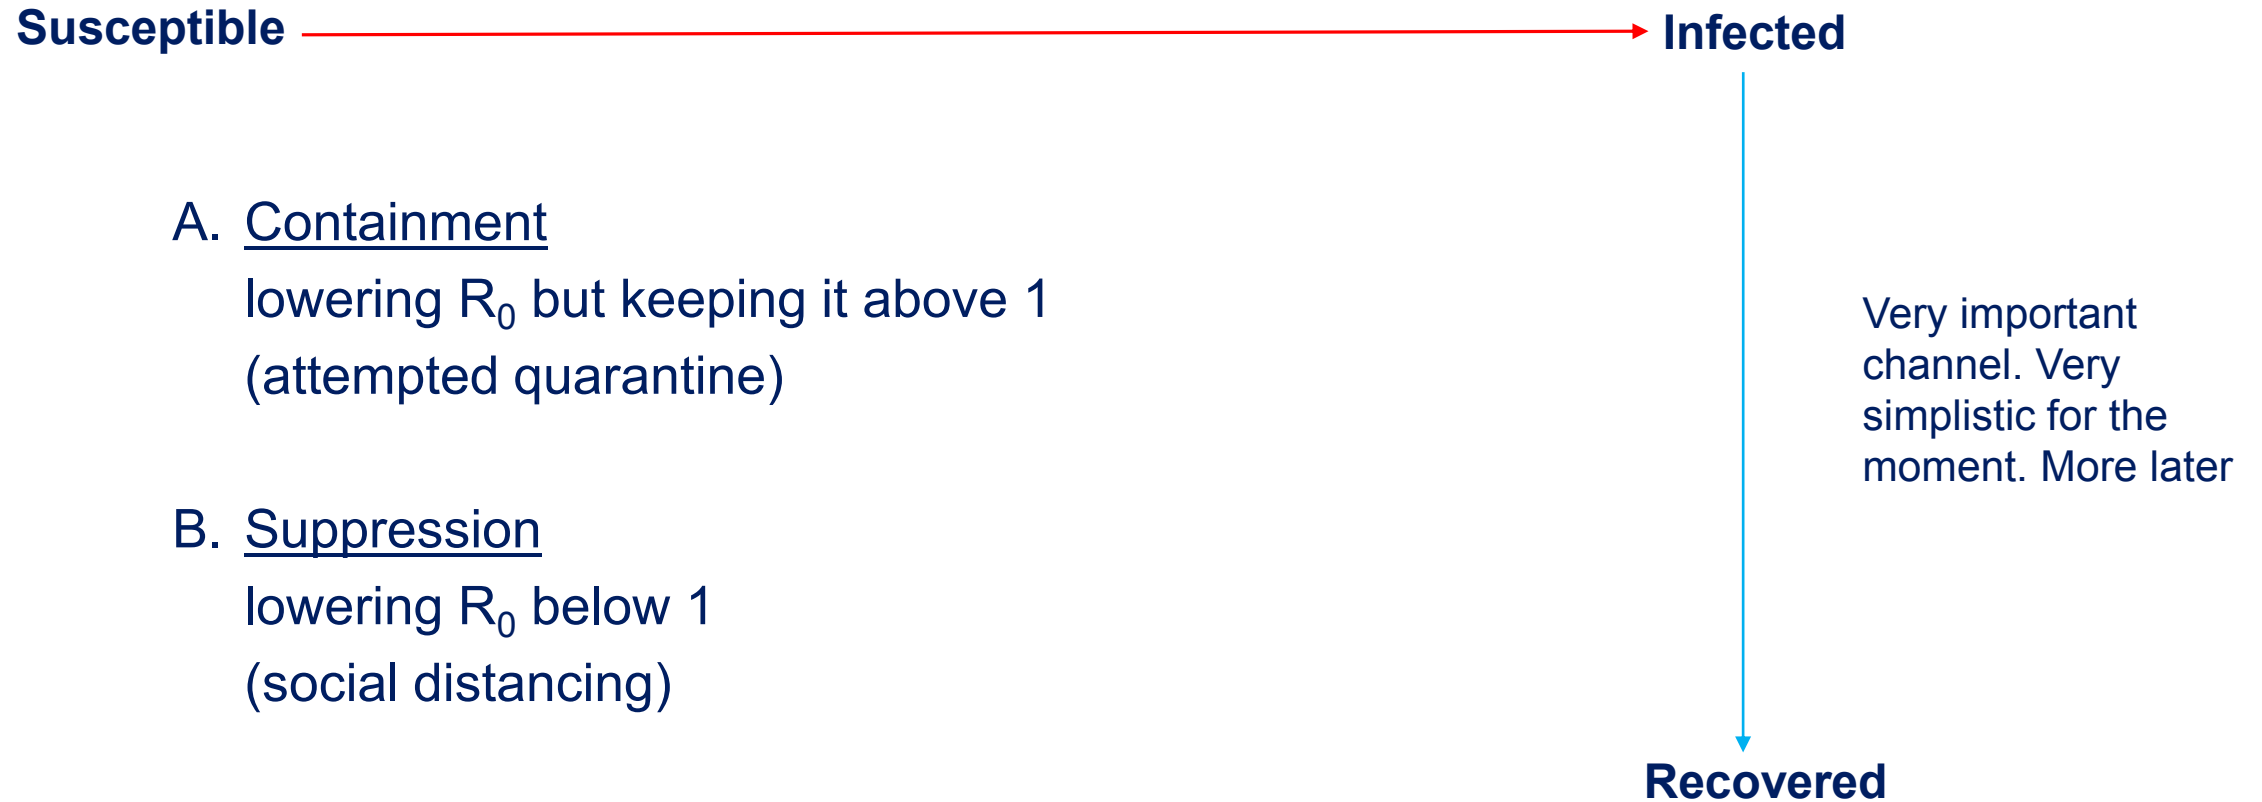 Susceptible
Infected
A. Containment
lowering R₀ but keeping it above 1
(attempted quarantine)
B. Suppression
lowering R₀ below 1
(social distancing)
Very important
channel. Very
simplistic for the
moment. More later
Recovered